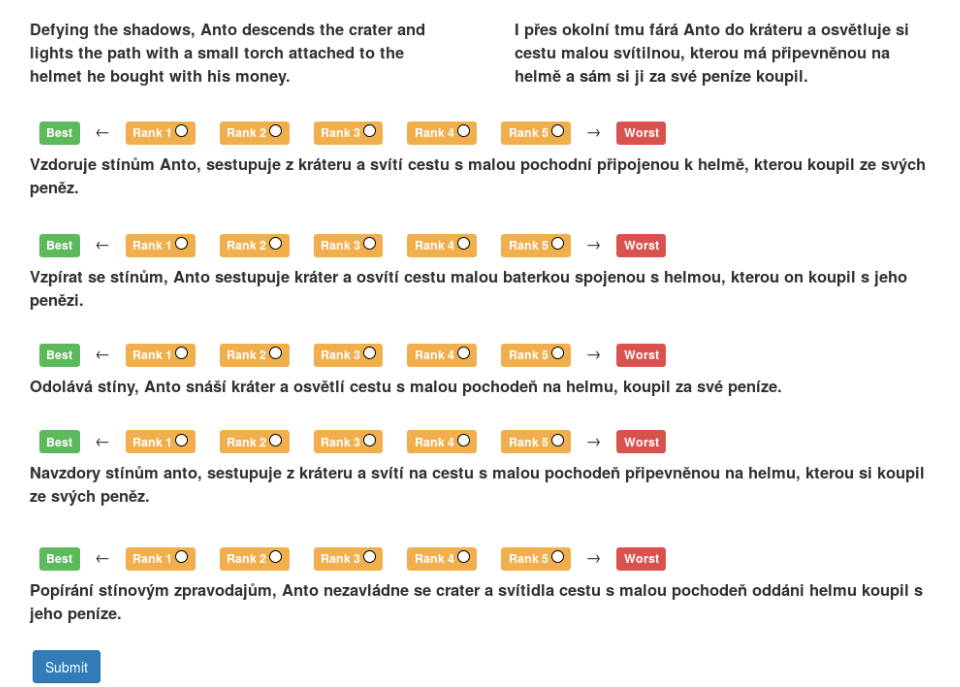 Defying the shadows, Anto descends the crater and
lights the path with a small torch attached to the
helmet he bought with his money.
I přes okolní tmu fárá Anto do kráteru a osvětluje si
cestu malou svítilnou, kterou má připevněnou na
helmě a sám si ji za své peníze koupil.
Best ← Rank 1 Rank 2 Rank 3 Rank 4 Rank 5 → Worst
Vzdoruje stínům Anto, sestupuje z kráteru a svítí cestu s malou pochodní připojenou k helmě, kterou koupil ze svých
peněz.
Best ← Rank 1 Rank 2 Rank 3 Rank 4 Rank 5 → Worst
Vzpírat se stínům, Anto sestupuje kráter a osvítí cestu malou baterkou spojenou s helmou, kterou on koupil s jeho
penězi.
Best ← Rank 1 Rank 2 Rank 3 Rank 4 Rank 5 → Worst
Odolává stíny, Anto snáší kráter a osvětlí cestu s malou pochodeň na helmu, koupil za své peníze.
Best ← Rank 1 Rank 2 Rank 3 Rank 4 Rank 5 → Worst
Navzdory stínům anto, sestupuje z kráteru a svítí na cestu s malou pochodeň připevněnou na helmu, kterou si koupil
ze svých peněz.
Best ← Rank 1 Rank 2 Rank 3 Rank 4 Rank 5 → Worst
Popírání stínovým zpravodajům, Anto nezavládne se crater a svítidla cestu s malou pochodeň oddáni helmu koupil s
jeho peníze.
Submit